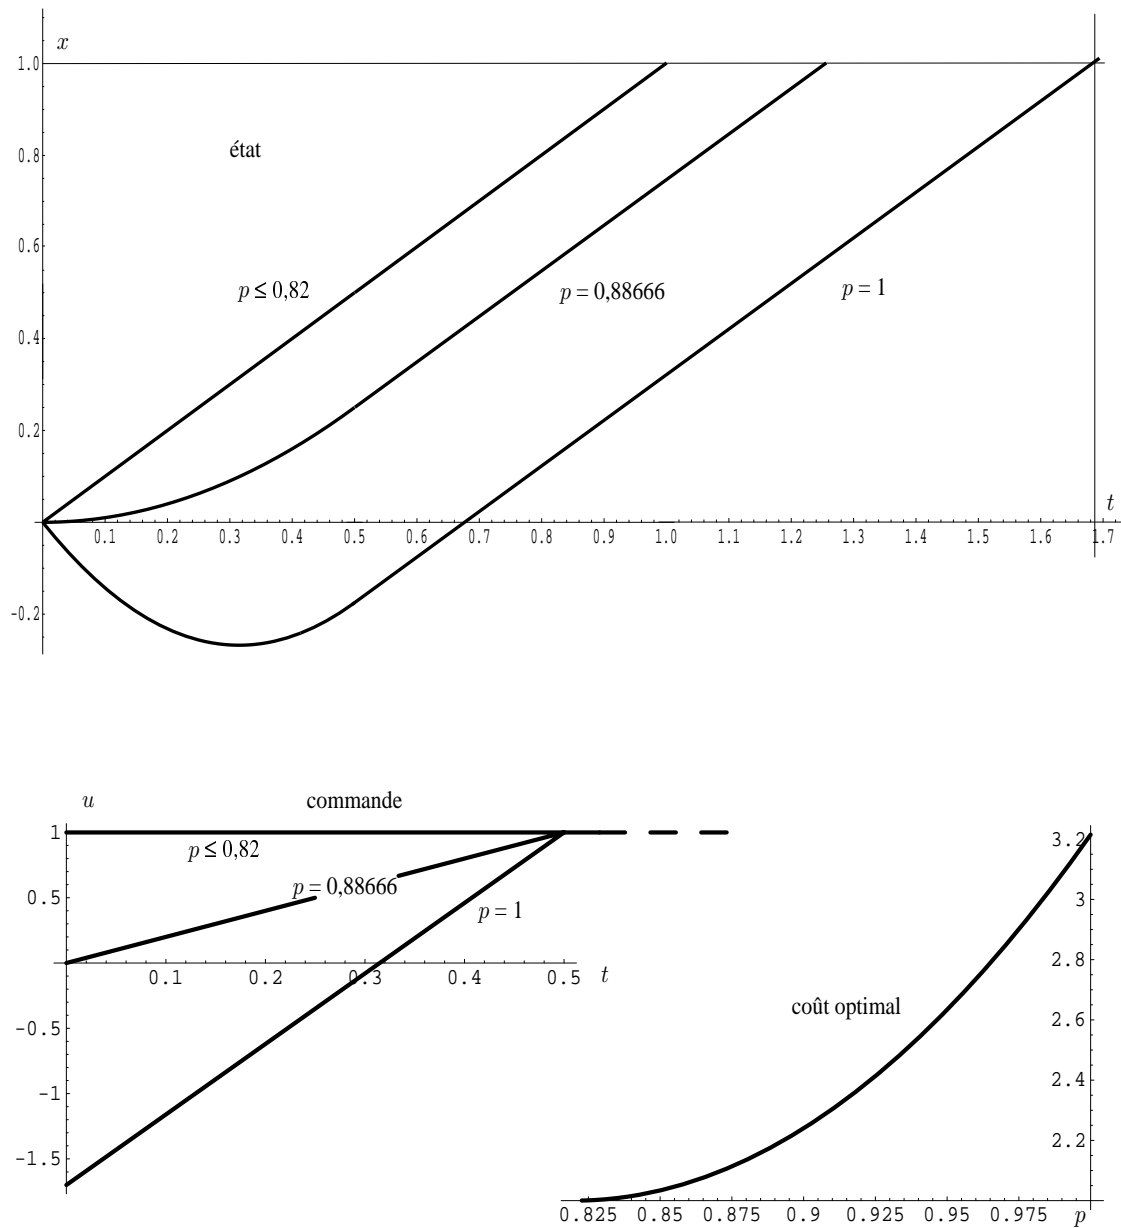 x
1.0
état
0.8
0.6
p ≤ 0,82
p = 0,88666
p = 1
0.4
0.2
t
0.1 0.2 0.3 0.4 0.5 0.6 0.7 0.8 0.9 1.0 1.1 1.2 1.3 1.4 1.5 1.6 1.7
-0.2
u
commande
1
p ≤ 0,82
p = 0,88666
0.5
p = 1
0.1 0.2 0.3 0.4 0.5 t
-0.5
-1
-1.5
3.2
3
2.8
coût optimal
2.6
2.4
2.2
0.825 0.85 0.875 0.9 0.925 0.95 0.975 p